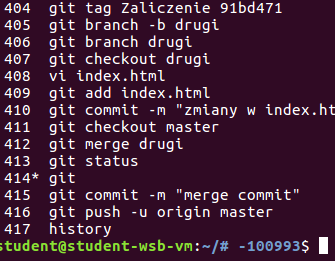 404  git tag Zaliczenie 91bd471
405  git branch -b drugi
406  git branch drugi
407  git checkout drugi
408  vi index.html
409  git add index.html
410  git commit -m "zmiany w index.ht
411  git checkout master
412  git merge drugi
413  git status
414* git
415  git commit -m "merge commit"
416  git push -u origin master
417  history
student@student-wsb-vm:~/# -100993$